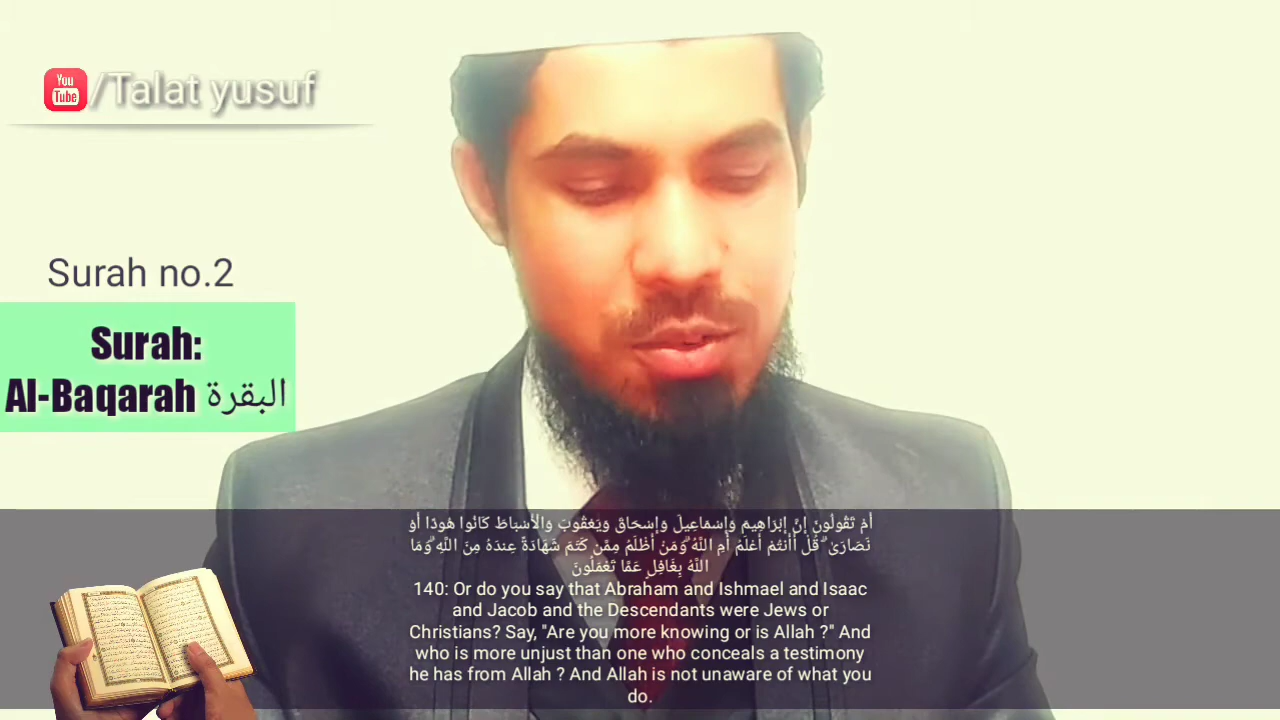 You
Tube
/Talat yusuf
Surah no.2
Surah:
Al-Baqarah البقرة
أَمْ تَقُولُونَ إِنَّ إِبْرَاهِيمَ وَإِسْمَاعِيلَ وَإِسْحَاقَ وَيَعْقُوبَ وَالْأَسْبَاطَ كَانُوا هُودًا أَوْ
نَصَارَىٰ ۗ قُلْ أَأَنتُمْ أَعْلَمُ أَمِ اللَّهُ ۗ وَمَنْ أَظْلَمُ مِمَّن كَتَمَ شَهَادَةً عِندَهُ مِنَ اللَّهِ ۗ وَمَا
اللَّهُ بِغَافِلٍ عَمَّا تَعْمَلُونَ
140: Or do you say that Abraham and Ishmael and Isaac
and Jacob and the Descendants were Jews or
Christians? Say, "Are you more knowing or is Allah ?" And
who is more unjust than one who conceals a testimony
he has from Allah ? And Allah is not unaware of what you
do.